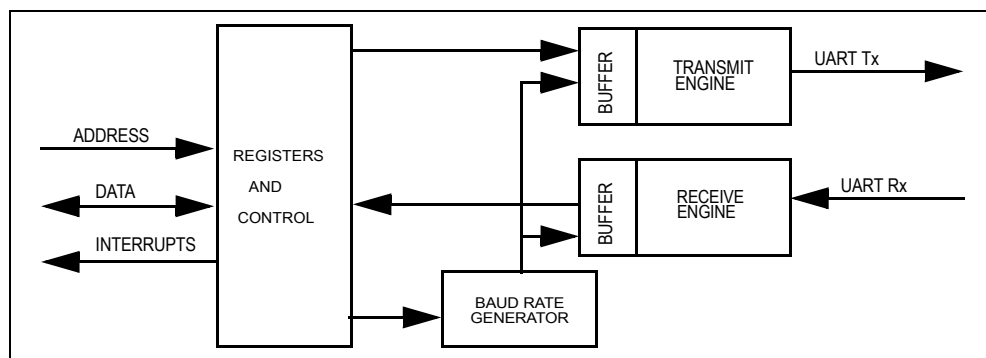 ADDRESS
DATA
INTERRUPTS
REGISTERS
AND
CONTROL
BUFFER
TRANSMIT
ENGINE
UART Tx
BUFFER
RECEIVE
ENGINE
UART Rx
BAUD RATE
GENERATOR